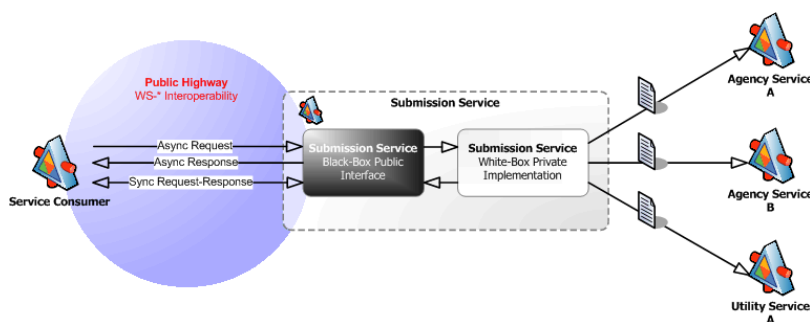 Public Highway
WS-* Interoperability
Submission Service
Agency Service
A
Async Request
Async Response
Sync Request-Response
Service Consumer
Submission Service
Black-Box Public
Interface
Submission Service
White-Box Private
Implementation
Agency Service
B
Utility Service
A